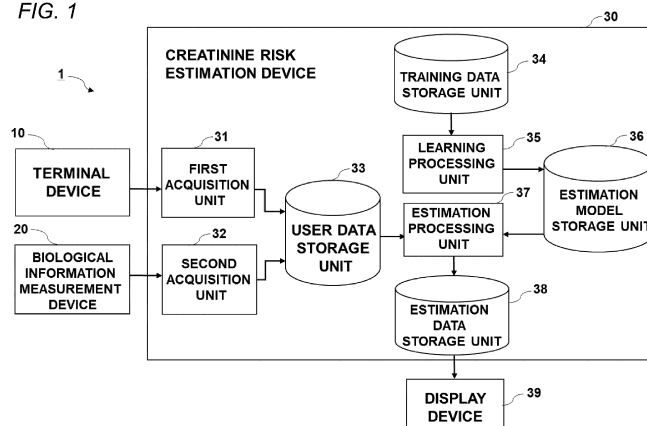 FIG. 1
30
CREATININE RISK
ESTIMATION DEVICE
1
34
TRAINING DATA
STORAGE UNIT
10
TERMINAL
DEVICE
31
FIRST
ACQUISITION
UNIT
33
USER DATA
STORAGE
UNIT
35
LEARNING
PROCESSING
UNIT
36
ESTIMATION
MODEL
STORAGE UNIT
37
ESTIMATION
PROCESSING
UNIT
20
BIOLOGICAL
INFORMATION
MEASUREMENT
DEVICE
32
SECOND
ACQUISITION
UNIT
38
ESTIMATION
DATA
STORAGE
UNIT
39
DISPLAY
DEVICE